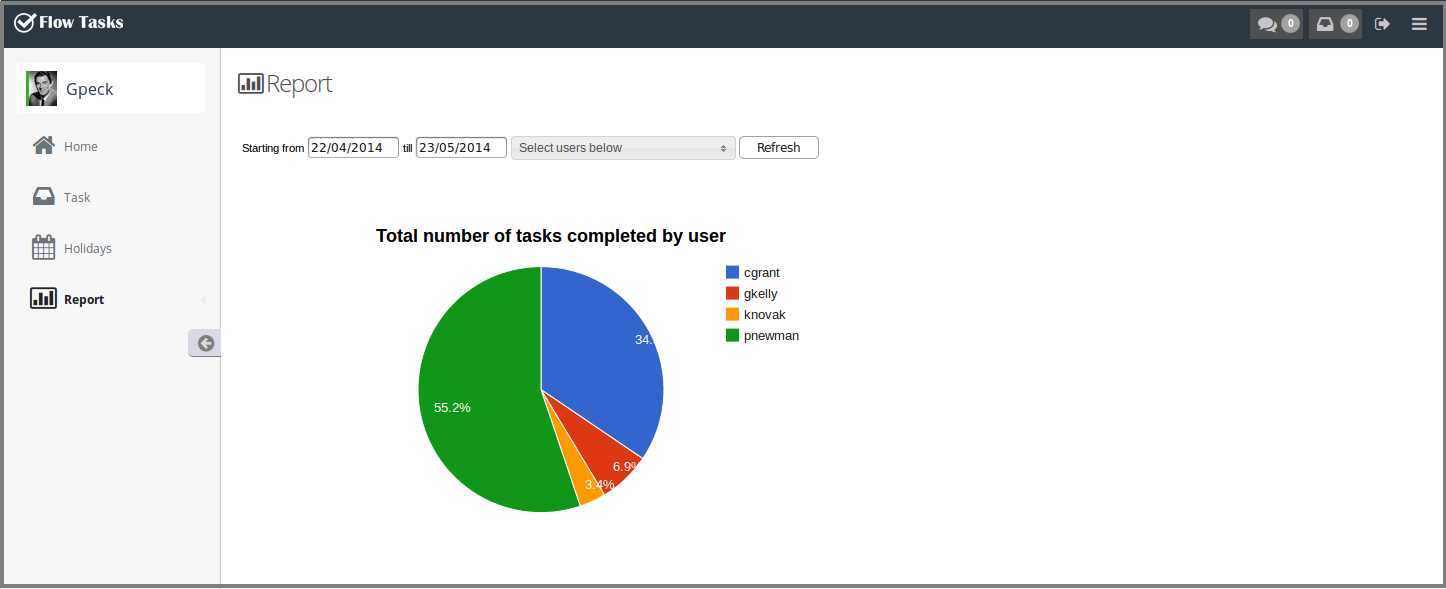 Flow Tasks
0
0
Gpeck
Home
Task
Holidays
Report
Report
Starting from 22/04/2014 till 23/05/2014 Select users below Refresh
Total number of tasks completed by user
cgrant
gkelly
knovak
pnewman
34.
55.2%
6.9%
3.4%